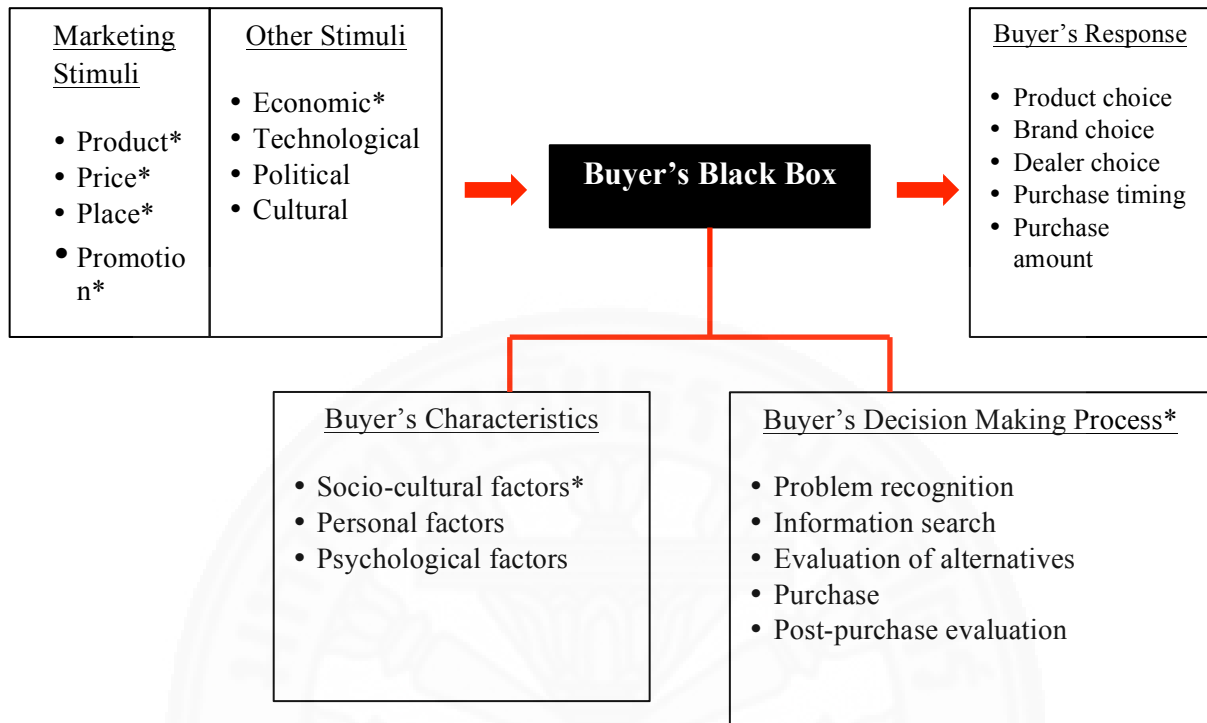 Marketing
Stimuli
• Product*
• Price*
• Place*
• Promotio
n*
Other Stimuli
• Economic*
• Technological
• Political
• Cultural
Buyer's Black Box
Buyer's Response
• Product choice
• Brand choice
• Dealer choice
• Purchase timing
• Purchase
amount
Buyer's Characteristics
• Socio-cultural factors*
• Personal factors
• Psychological factors
Buyer's Decision Making Process*
• Problem recognition
• Information search
• Evaluation of alternatives
• Purchase
• Post-purchase evaluation